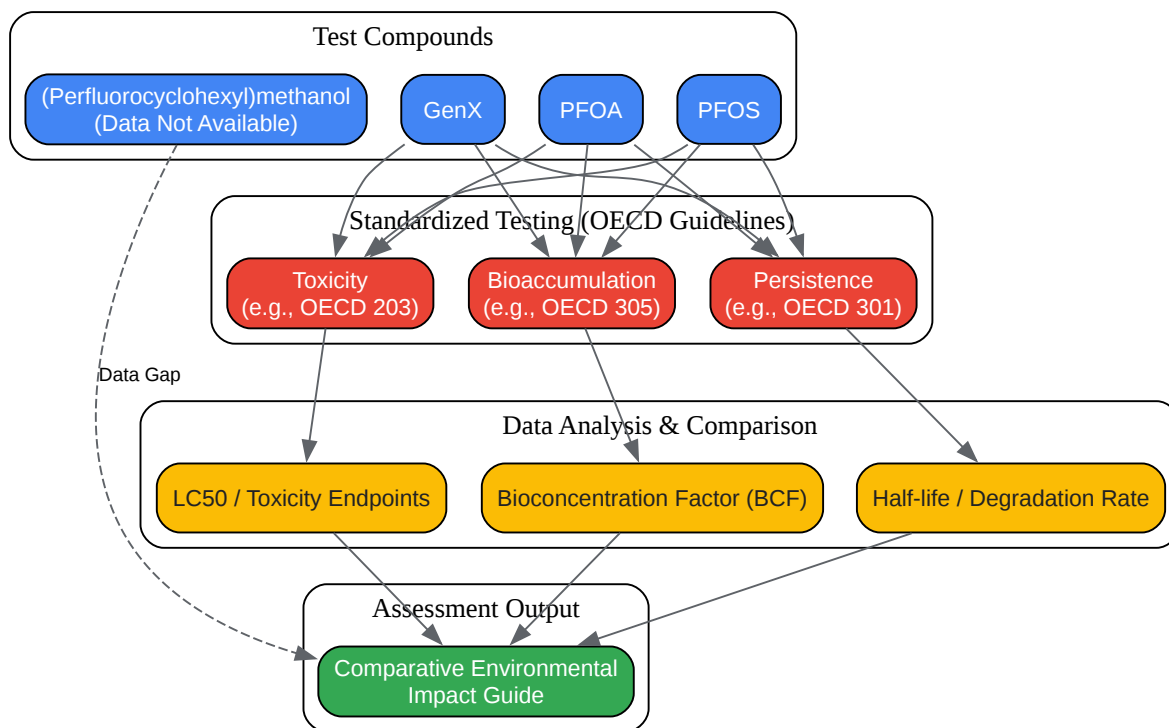 Test Compounds
(Perfluorocyclohexyl)methanol
(Data Not Available)
GenX
PFOA
PFOS
Standardized Testing (OECD Guidelines)
Toxicity
(e.g., OECD 203)
Bioaccumulation
(e.g., OECD 305)
Persistence
(e.g., OECD 301)
Data Gap
Data Analysis & Comparison
LC50 / Toxicity Endpoints
Bioconcentration Factor (BCF)
Half-life / Degradation Rate
Assessment Output
Comparative Environmental
Impact Guide